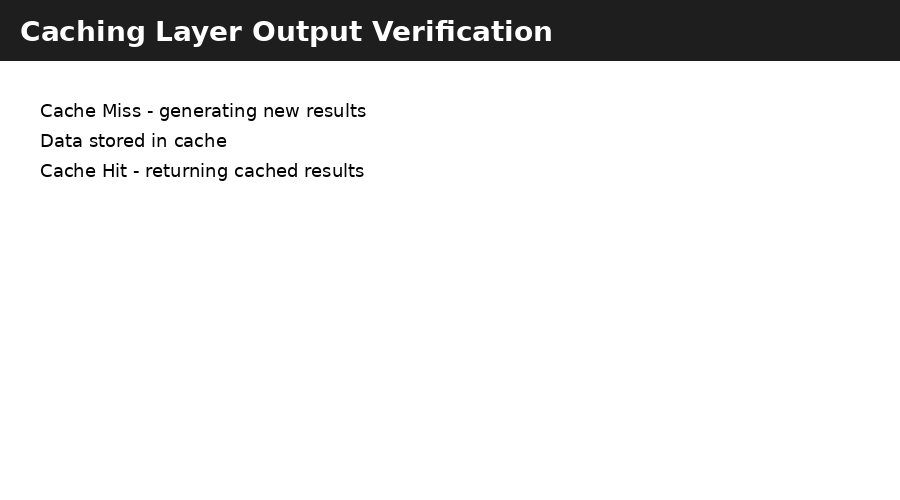 Caching Layer Output Verification
Cache Miss - generating new results
Data stored in cache
Cache Hit - returning cached results